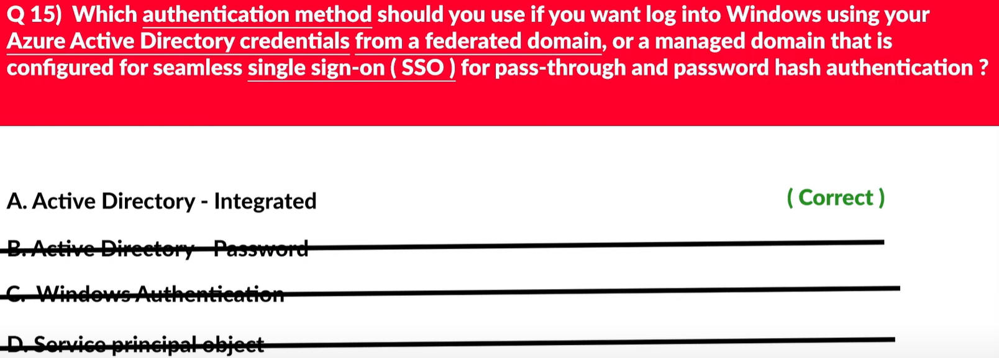 Q 15) Which authentication method should you use if you want log into Windows using your
Azure Active Directory credentials from a federated domain, or a managed domain that is
configured for seamless single sign-on ( SSO ) for pass-through and password hash authentication ?
A. Active Directory - Integrated
( Correct )
B. Active Directory - Password
C. Windows Authentication
D. Service principal object